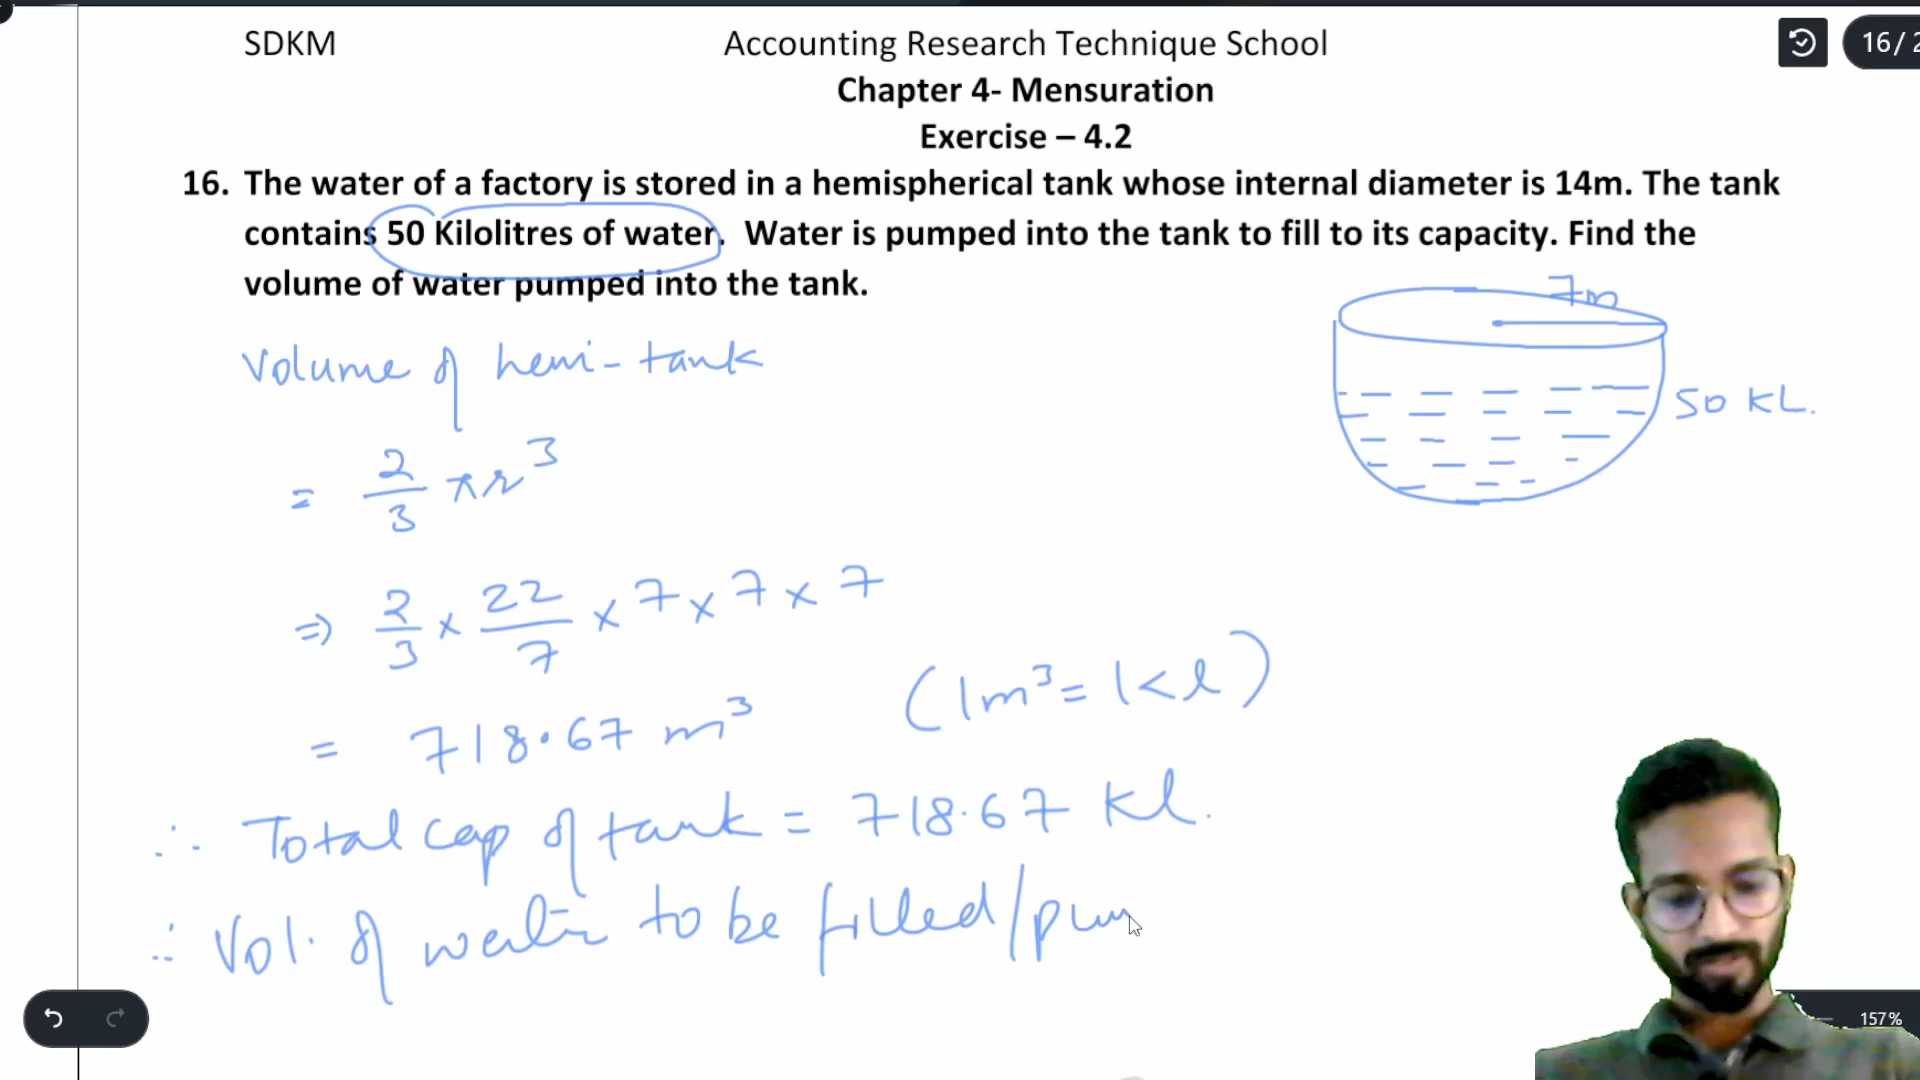 SDKM Accounting Research Technique School
16/2
Chapter 4- Mensuration
Exercise – 4.2
16. The water of a factory is stored in a hemispherical tank whose internal diameter is 14m. The tank
contains 50 Kilolitres of water. Water is pumped into the tank to fill to its capacity. Find the
volume of water pumped into the tank.
7m
50 KL.
Volume of hemi-tank
= 2/3 πr³
⇒ 2/3 × 22/7 × 7 × 7 × 7
= 718.67 m³ (1m³ = 1kl)
∴ Total cap of tank = 718.67 Kl.
∴ Vol. of water to be filled/pum
157%